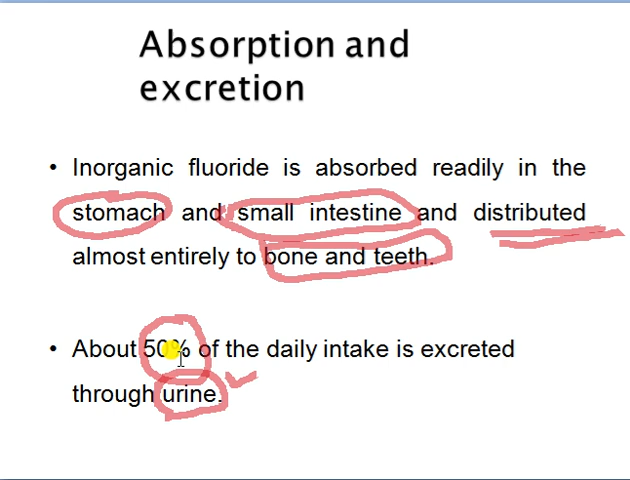 Absorption and
excretion
• Inorganic fluoride is absorbed readily in the
stomach and small intestine and distributed
almost entirely to bone and teeth.
• About 50% of the daily intake is excreted
through urine.